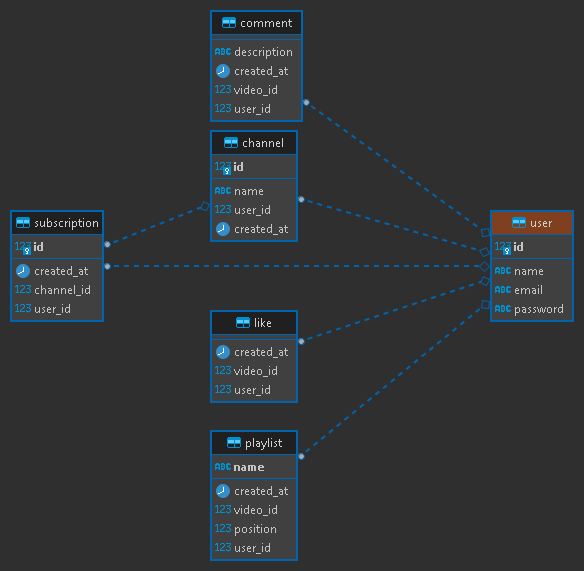 comment
ABC description
created_at
123 video_id
123 user_id
channel
123 id
ABC name
123 user_id
created_at
subscription
123 id
created_at
123 channel_id
123 user_id
user
123 id
ABC name
ABC email
ABC password
like
created_at
123 video_id
123 user_id
playlist
ABC name
created_at
123 video_id
123 position
123 user_id